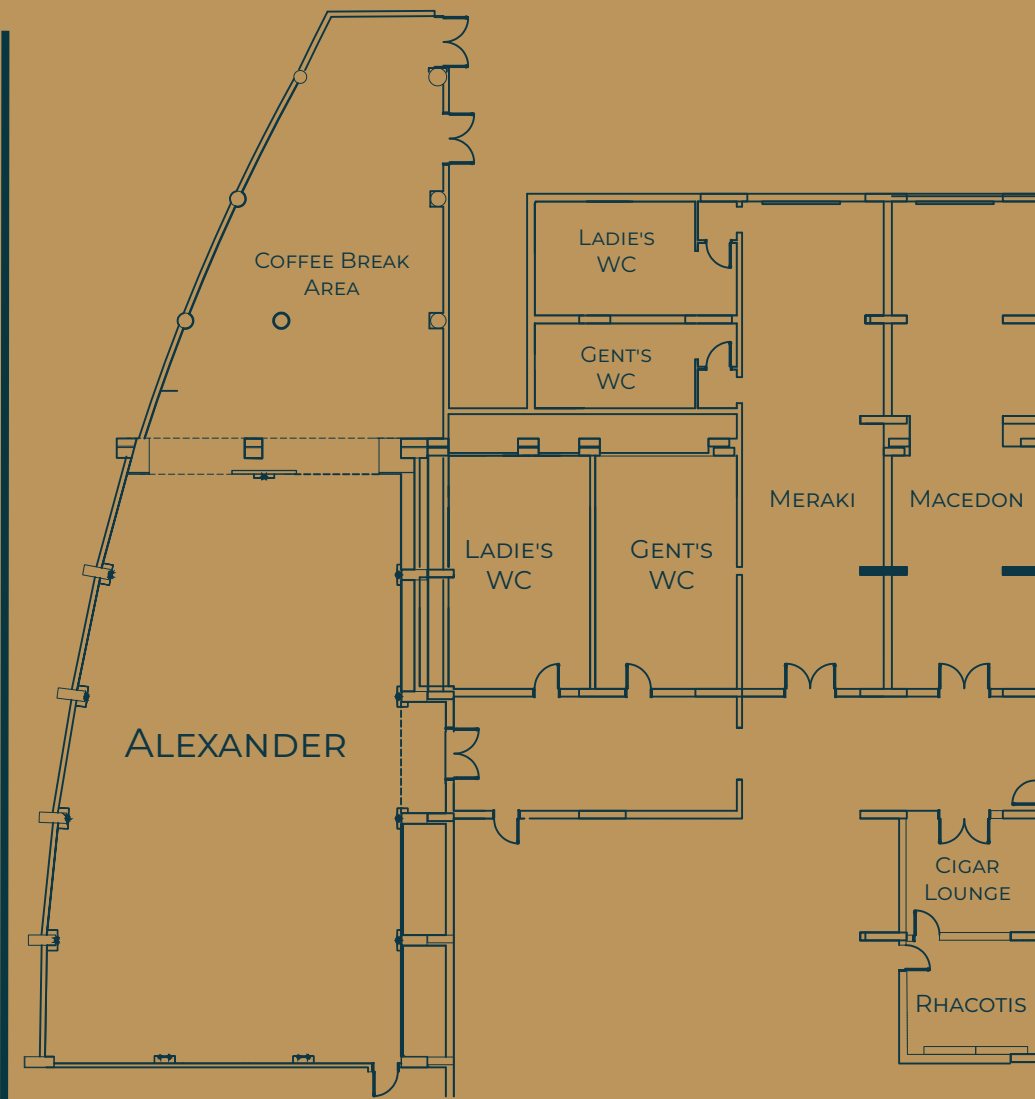 Ladie's
WC
Coffee Break
Area
Gent's
WC
Meraki
Macedon
Ladie's
WC
Gent's
WC
Alexander
Cigar
Lounge
Rhacotis